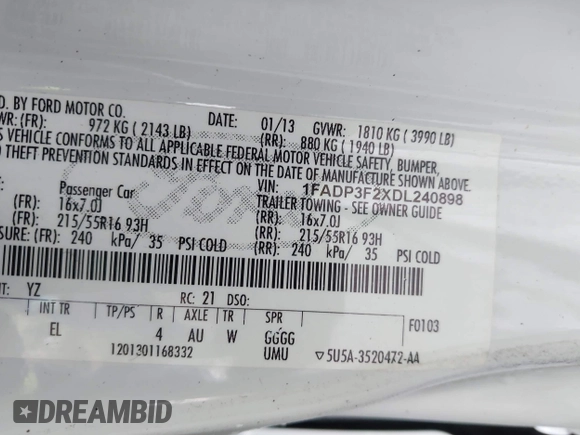 D. BY FORD MOTOR CO.
DATE: 01/13 GVWR: 1810 KG ( 3990 LB)
WR: (FR): 972 KG ( 2143 LB) (RR): 880 KG ( 1940 LB)
S VEHICLE CONFORMS TO ALL APPLICABLE FEDERAL MOTOR VEHICLE SAFETY, BUMPER,
THEFT PREVENTION STANDARDS IN EFFECT ON THE DATE OF MANUFACTURE SHOWN ABOVE.
VIN: 1FADP3F2XDL240898
Passenger Car TRAILER TOWING - SEE OWNER GUIDE
(FR): 16x7.0J (RR): 16x7.0J
(FR): 215/55R16 93H (RR): 215/55R16 93H
SURE: (FR): 240 kPa/ 35 PSI COLD (RR): 240 kPa/ 35 PSI COLD
NT: YZ RC: 21 DSO:
INT TR TP/PS R AXLE TR SPR F0103
EL 4 AU W GGGG
1201301168332 UMU ▽5U5A-3520472-AA
DREAMBID